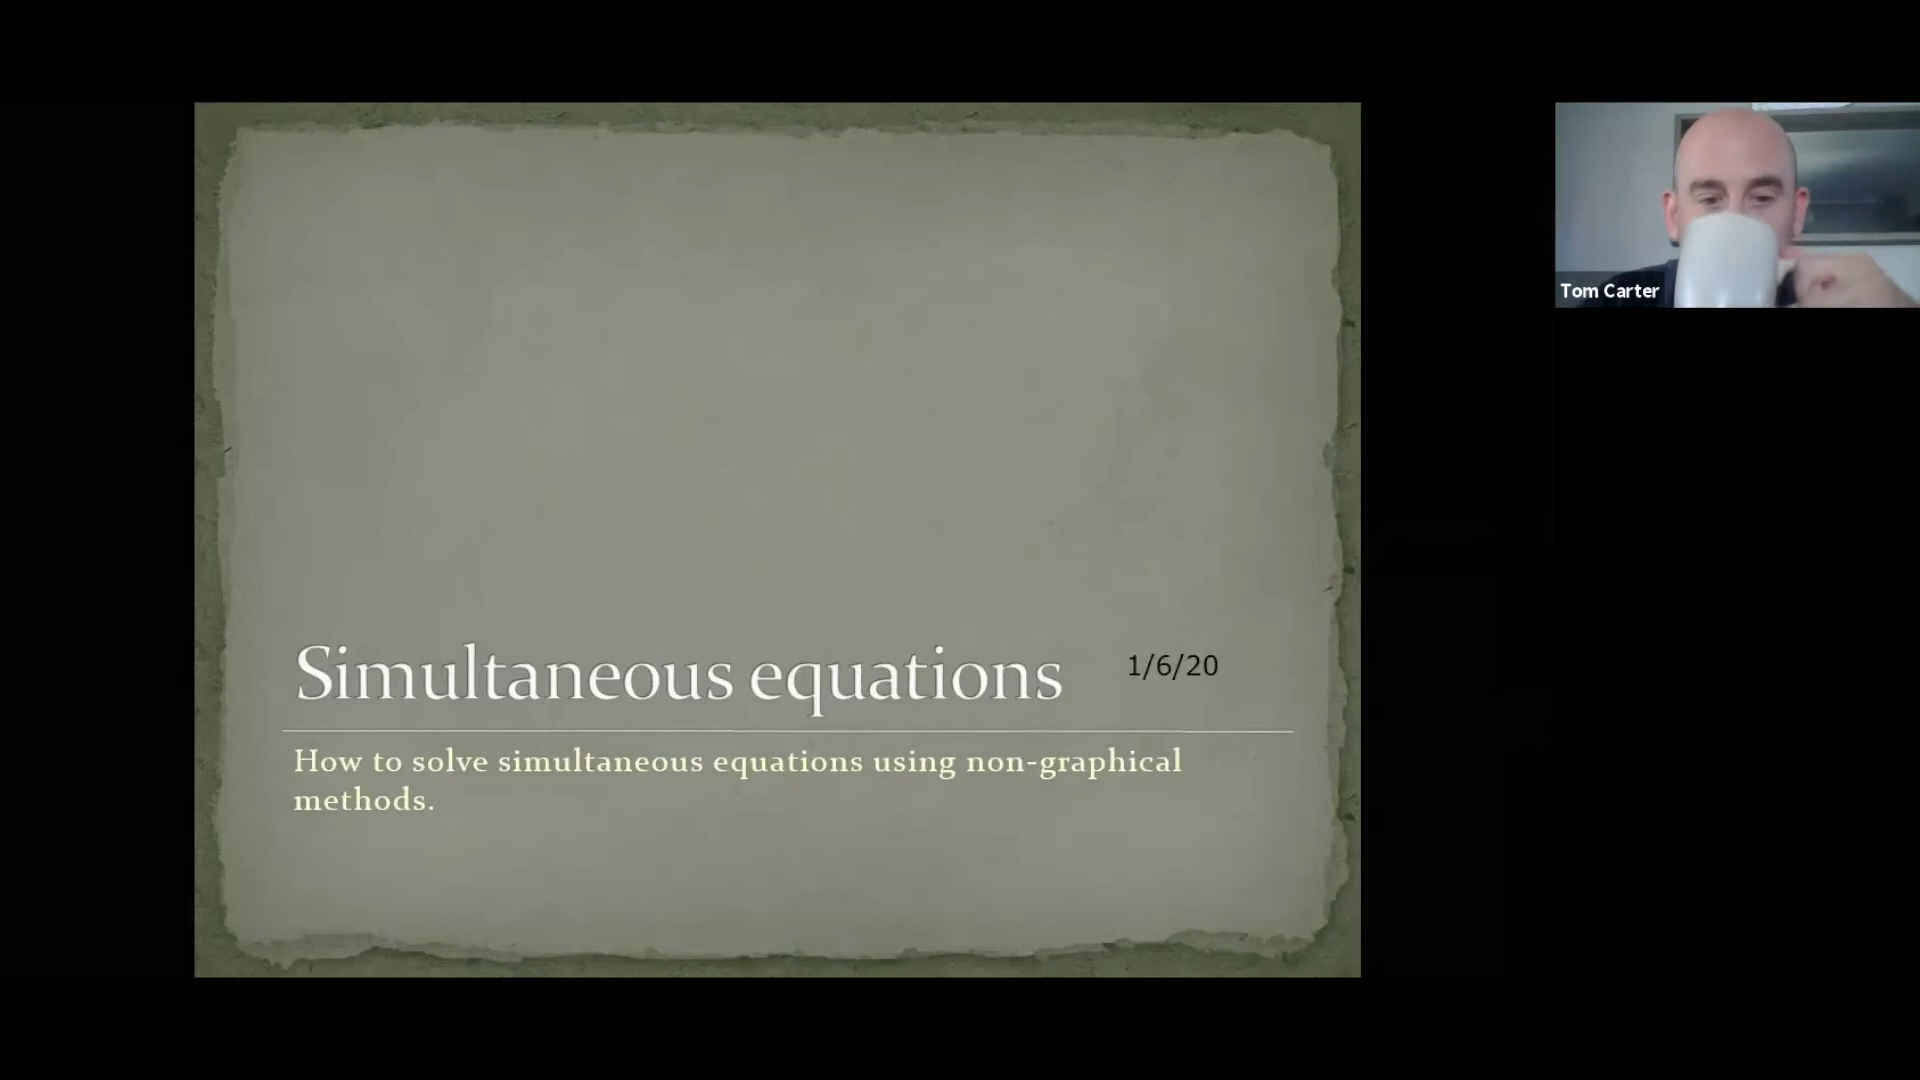 Simultaneous equations 1/6/20
How to solve simultaneous equations using non-graphical
methods.
Tom Carter